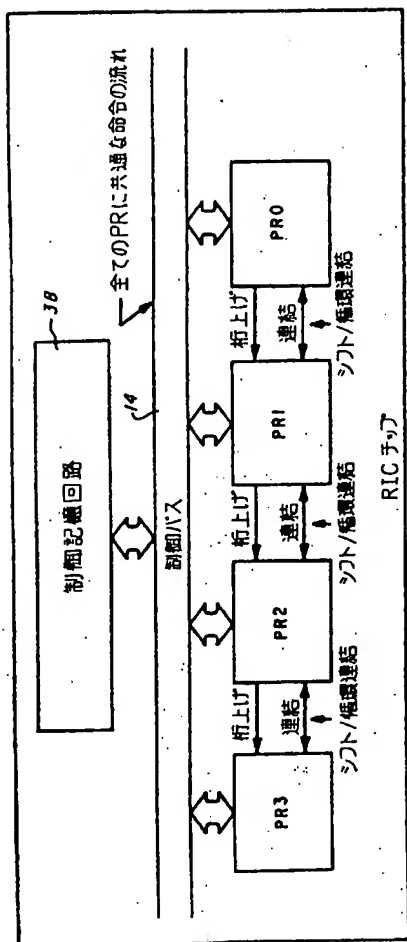 38
制御記憶回路
全てのPRに共通な命令の流れ
14
制御バス
PR3
桁上げ
連結
シフト/循環連結
PR2
桁上げ
連結
シフト/循環連結
PR1
桁上げ
連結
シフト/循環連結
PR0
RICチップ